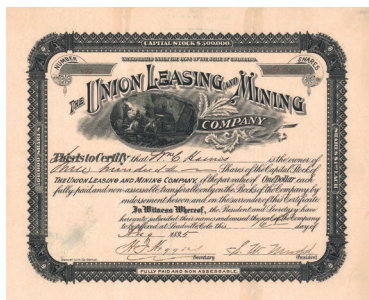 CAPITAL STOCK $500,000
INCORPORATED UNDER THE LAWS OF THE STATE OF COLORADO.
NUMBER
SHARES
THE UNION LEASING AND MINING
COMPANY
This is to Certify that Wm C is the owner of
Three hundred Shares of the Capital Stock of
THE UNION LEASING AND MINING COMPANY, of the par value of One Dollar each
fully paid and non-assessable transferable only on the Books of the Company by
endorsement hereon, and on the surrender of this Certificate.
In Witness Whereof, the President and Secretary have
hereunto subscribed their names and caused the seal of the Company
to be affixed at Leadville, Colo. this day of
Aug 1895
Secretary
President
FULLY PAID AND NON ASSESSABLE.